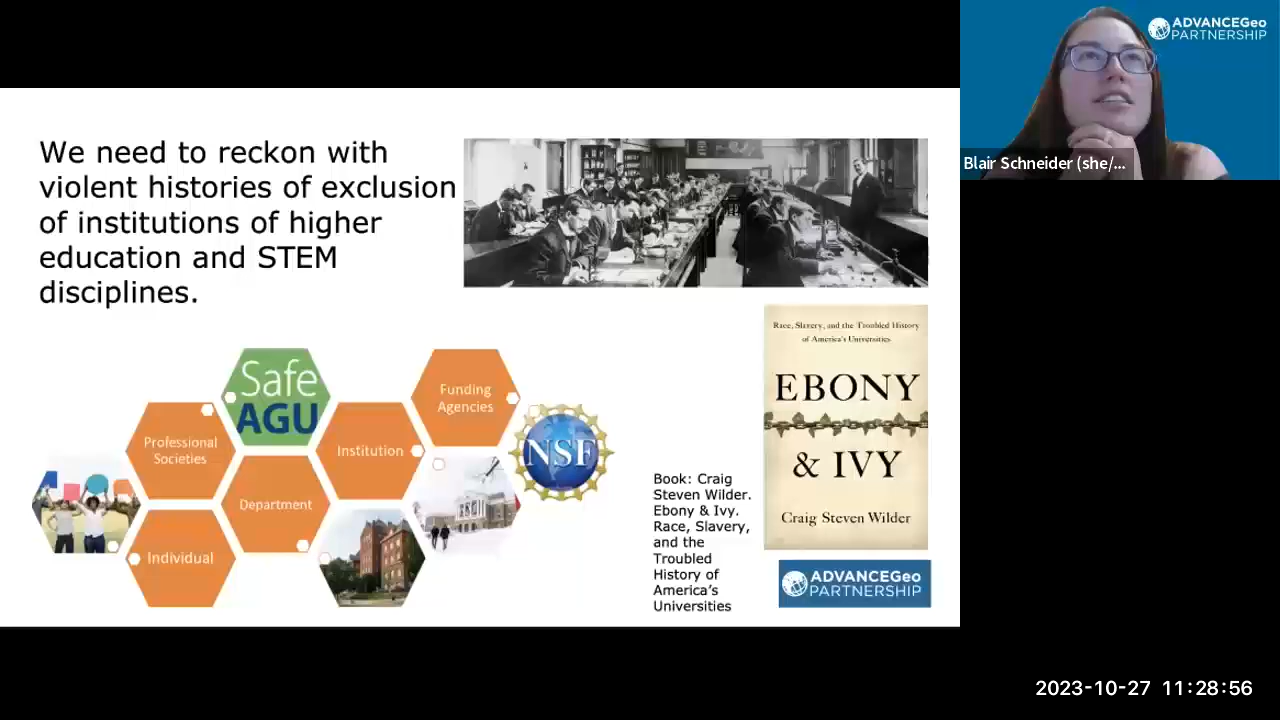 We need to reckon with
violent histories of exclusion
of institutions of higher
education and STEM
disciplines.
Safe
AGU
Funding
Agencies
Professional
Societies
Institution
NSF
Department
Individual
Race, Slavery, and the Troubled History
of America's Universities
EBONY
& IVY
Craig Steven Wilder
Book: Craig
Steven Wilder.
Ebony & Ivy.
Race, Slavery,
and the
Troubled
History of
America's
Universities
ADVANCEGeo
PARTNERSHIP
ADVANCEGeo
PARTNERSHIP
Blair Schneider (she/...
2023-10-27 11:28:56